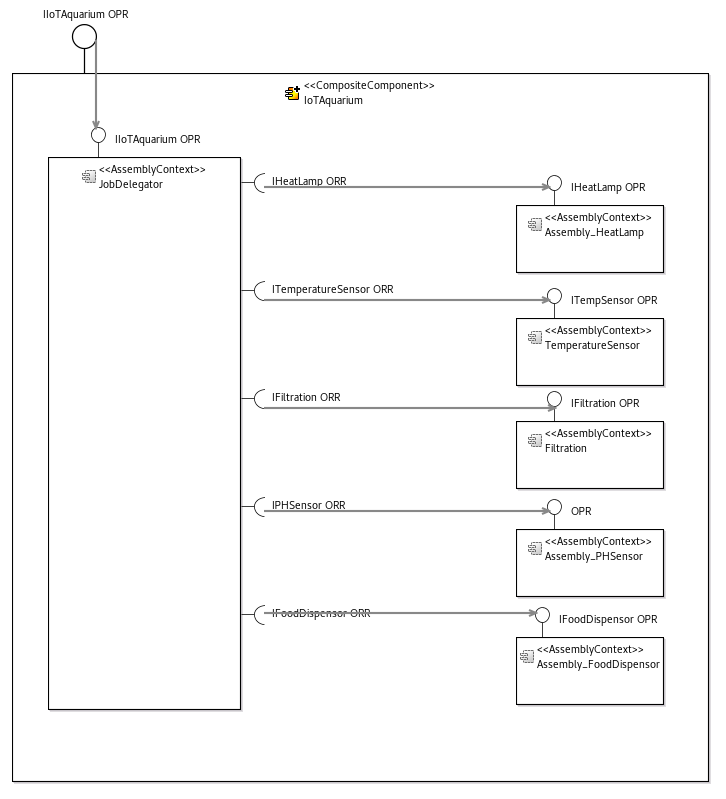 IIoTAquarium OPR
<<CompositeComponent>>
IoTAquarium
IIoTAquarium OPR
<<AssemblyContext>>
JobDelegator
IHeatLamp ORR
IHeatLamp OPR
<<AssemblyContext>>
Assembly_HeatLamp
ITemperatureSensor ORR
ITempSensor OPR
<<AssemblyContext>>
TemperatureSensor
IFiltration ORR
IFiltration OPR
<<AssemblyContext>>
Filtration
IPHSensor ORR
OPR
<<AssemblyContext>>
Assembly_PHSensor
IFoodDispensor ORR
IFoodDispensor OPR
<<AssemblyContext>>
Assembly_FoodDispensor